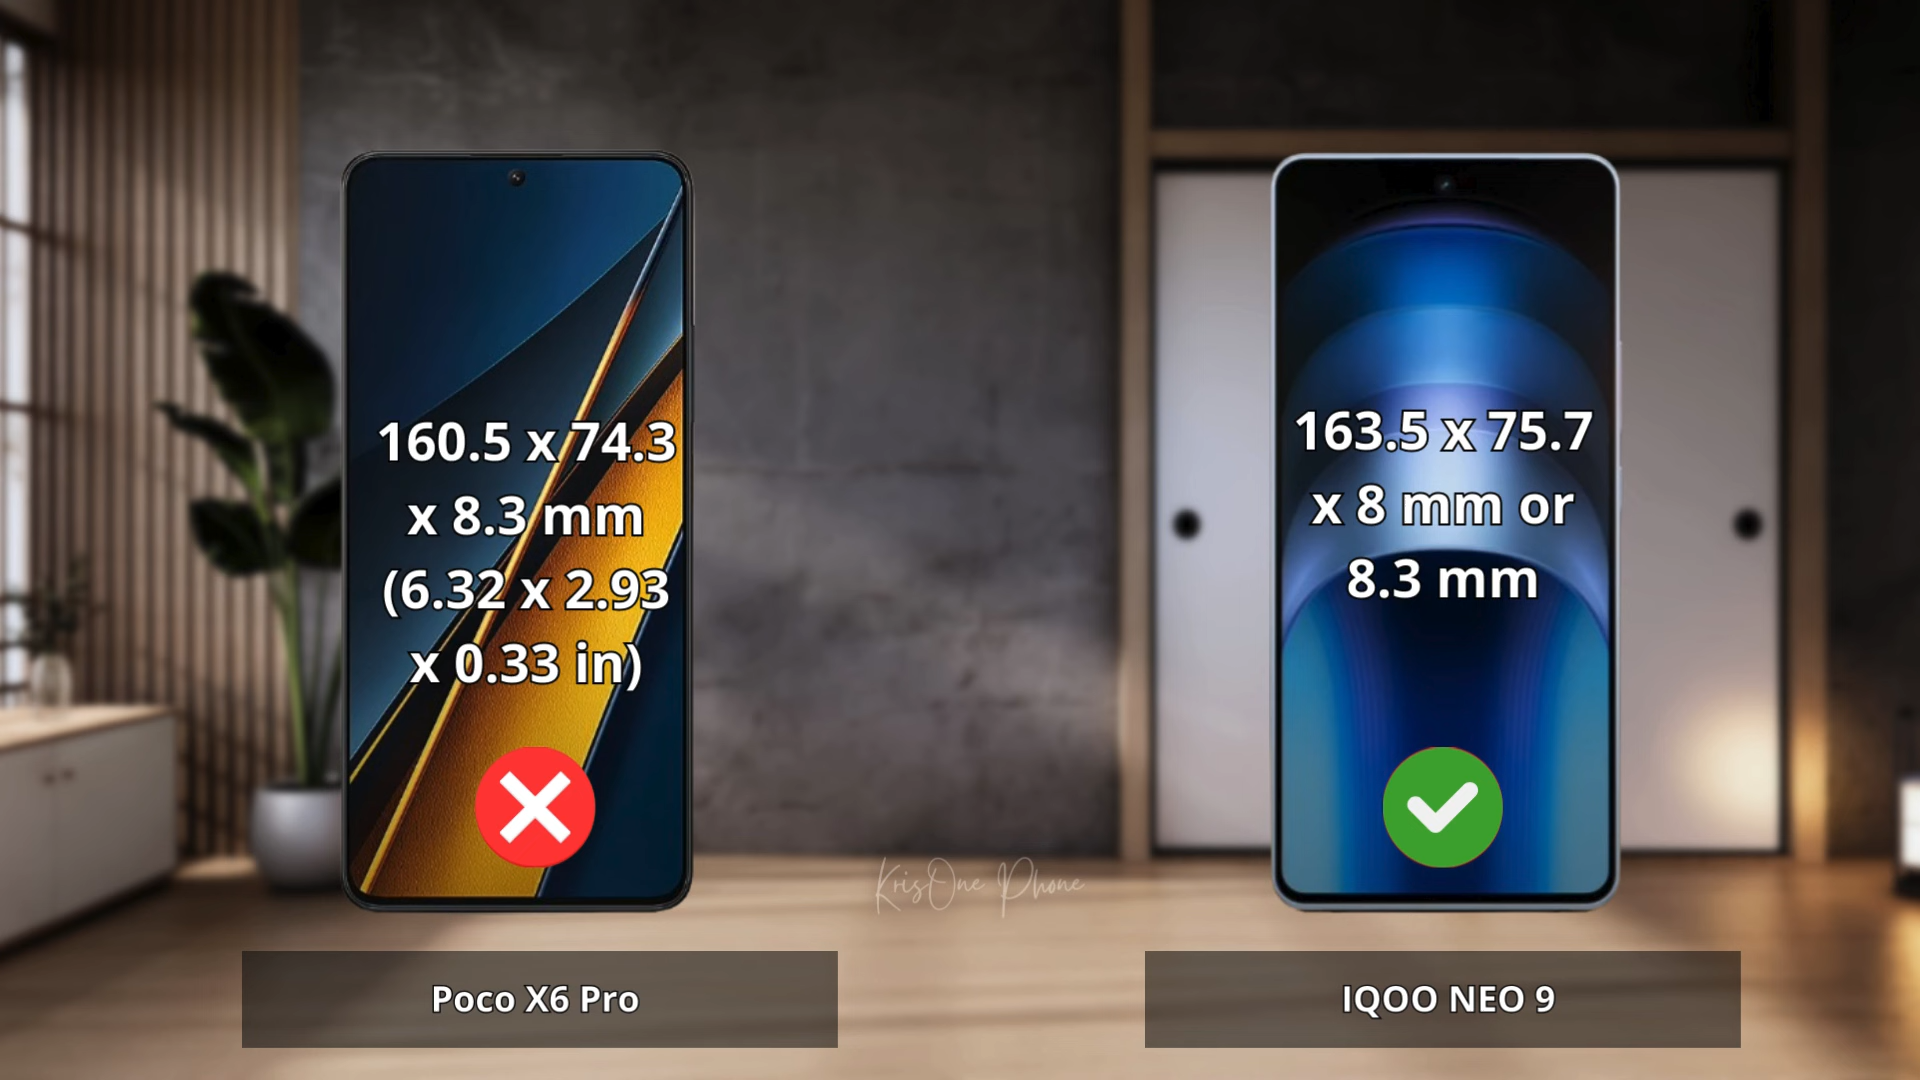 160.5 x 74.3
x 8.3 mm
(6.32 x 2.93
x 0.33 in)
163.5 x 75.7
x 8 mm or
8.3 mm
KrisOne Phone
Poco X6 Pro
IQOO NEO 9